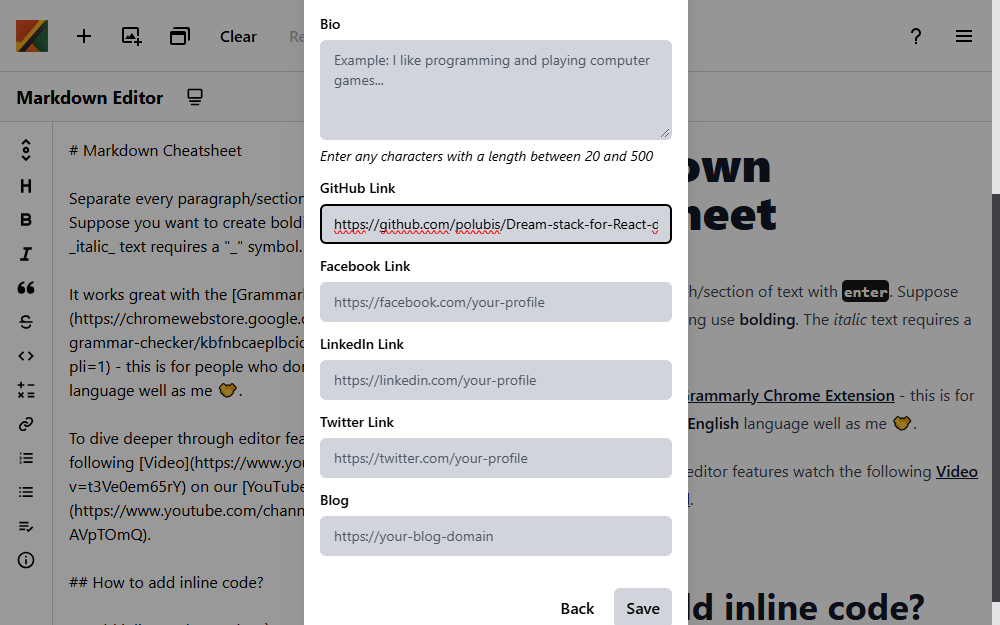 Clear
Re
?
Markdown Editor
# Markdown Cheatsheet
Separate every paragraph/section
Suppose you want to create boldi
_italic_ text requires a "_" symbol.
It works great with the [Grammarl
(https://chromewebstore.google.c
grammar-checker/kbfnbcaeplbcio
pli=1) - this is for people who don
language well as me 🤝.
To dive deeper through editor fea
following [Video](https://www.you
v=t3Ve0em65rY) on our [YouTube
(https://www.youtube.com/chann
AVpTOmQ).
## How to add inline code?
Bio
Example: I like programming and playing computer
games...
Enter any characters with a length between 20 and 500
GitHub Link
https://github.com/polubis/Dream-stack-for-React-d
Facebook Link
https://facebook.com/your-profile
LinkedIn Link
https://linkedin.com/your-profile
Twitter Link
https://twitter.com/your-profile
Blog
https://your-blog-domain
Back
Save
own
heet
h/section of text with enter. Suppose
ng use bolding. The italic text requires a
Grammarly Chrome Extension - this is for
English language well as me 🤝.
editor features watch the following Video
l.
dd inline code?